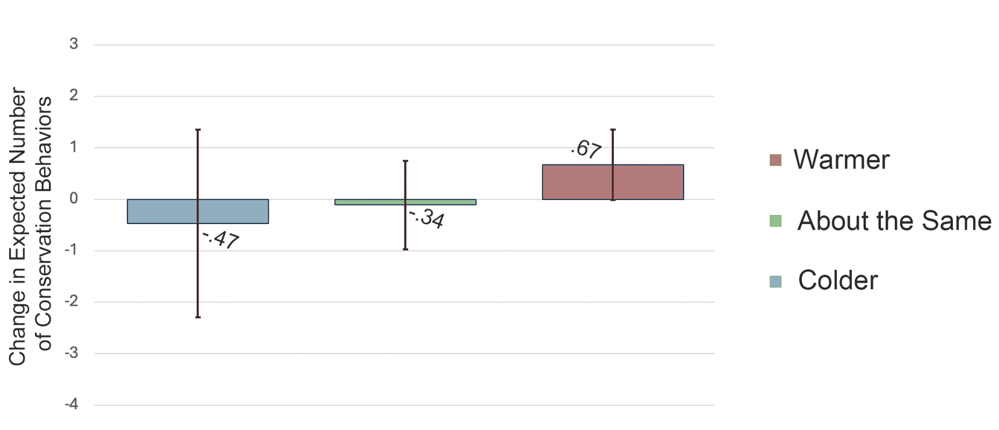 Change in Expected Number
of Conservation Behaviors
3
2
1
0
-1
-2
-3
-4
-.47
-.34
.67
Warmer
About the Same
Colder